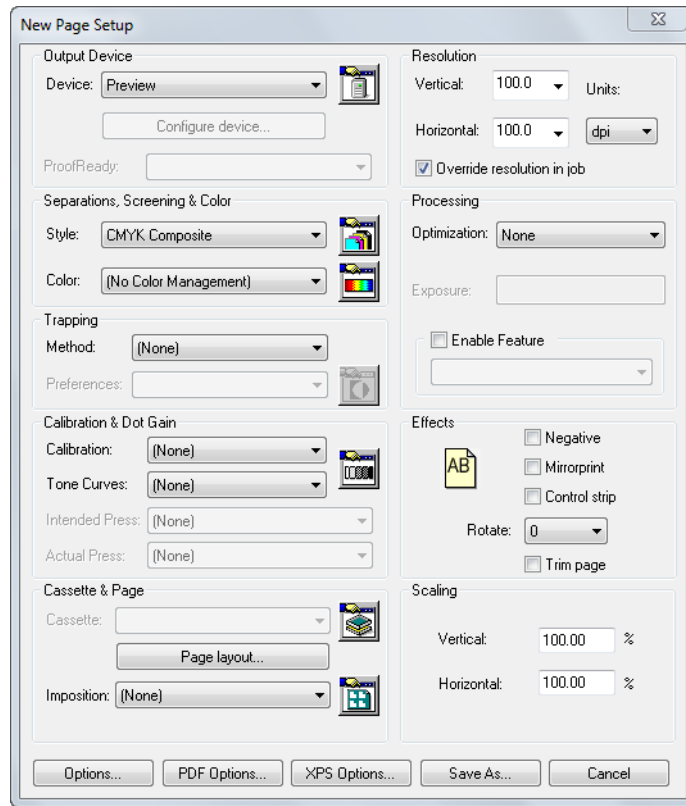 New Page Setup
Output Device
Device: Preview
Configure device...
ProofReady:
Separations, Screening & Color
Style: CMYK Composite
Color: (No Color Management)
Trapping
Method: (None)
Preferences:
Calibration & Dot Gain
Calibration: (None)
Tone Curves: (None)
Intended Press: (None)
Actual Press: (None)
Cassette & Page
Cassette:
Page layout...
Imposition: (None)
Resolution
Vertical: 100.0 Units:
Horizontal: 100.0 dpi
Override resolution in job
Processing
Optimization: None
Exposure:
Enable Feature
Effects
AB
Negative
Mirrorprint
Control strip
Rotate: 0
Trim page
Scaling
Vertical: 100.00 %
Horizontal: 100.00 %
Options... PDF Options... XPS Options... Save As... Cancel